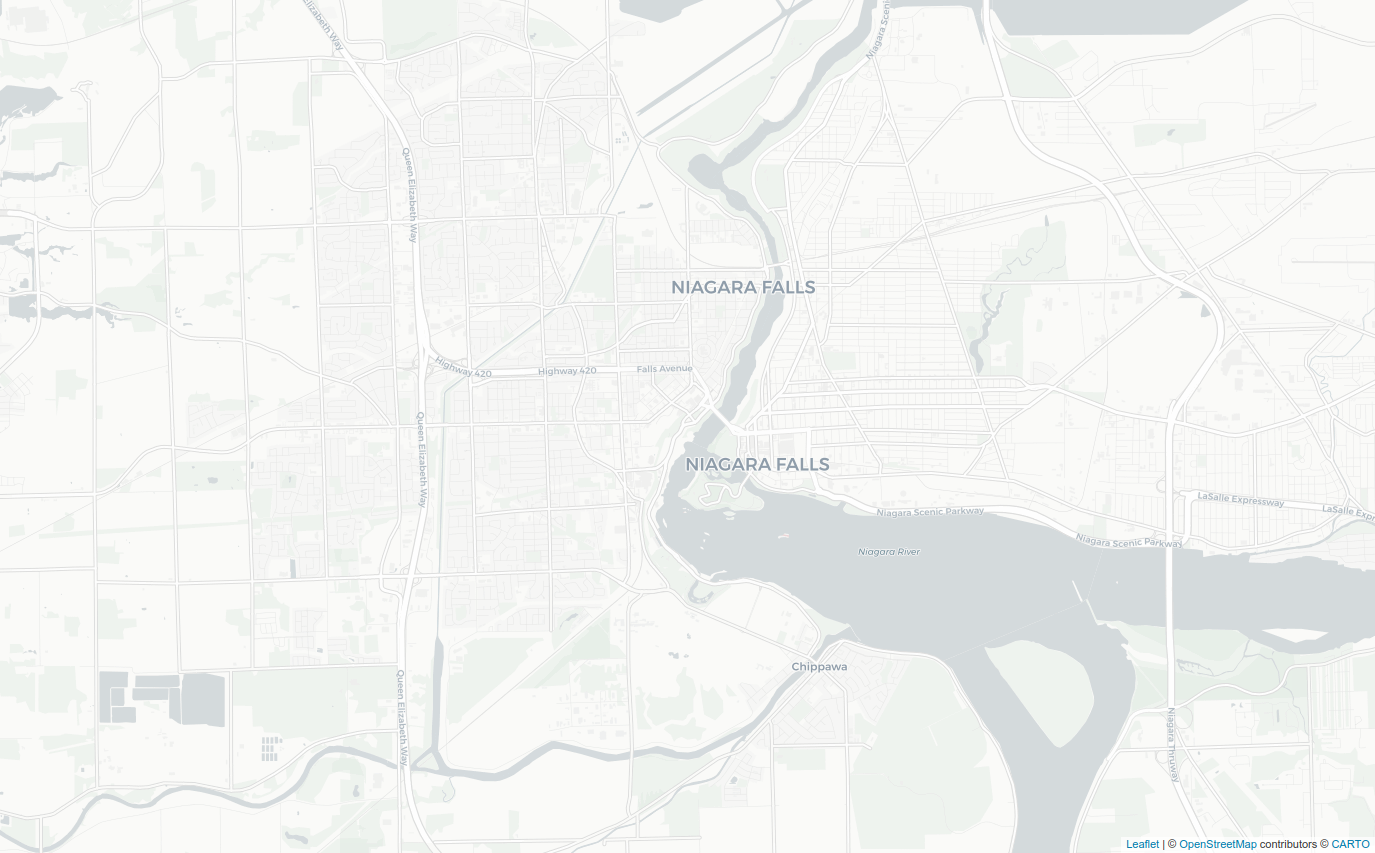 Elizabeth Way
Niagara Scenic
Queen Elizabeth Way
NIAGARA FALLS
Highway 420
Highway 420
Falls Avenue
Queen Elizabeth Way
NIAGARA FALLS
LaSalle Expressway
LaSalle Expr
Niagara Scenic Parkway
Niagara Scenic Parkway
Niagara River
Chippawa
Queen Elizabeth Way
Niagara Thruway
Leaflet | © OpenStreetMap contributors © CARTO